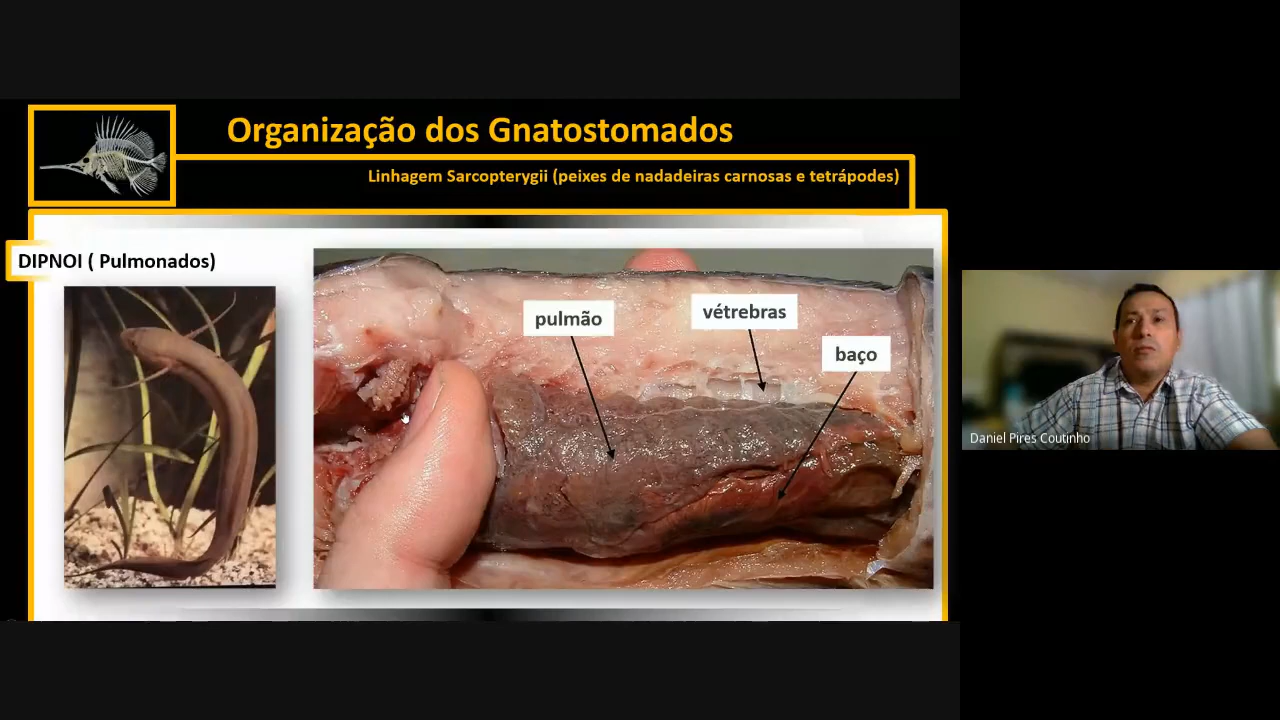 Organização dos Gnatostomados
Linhagem Sarcopterygii (peixes de nadadeiras carnosas e tetrápodes)
DIPNOI ( Pulmonados)
pulmão
vétrebras
baço
Daniel Pires Coutinho